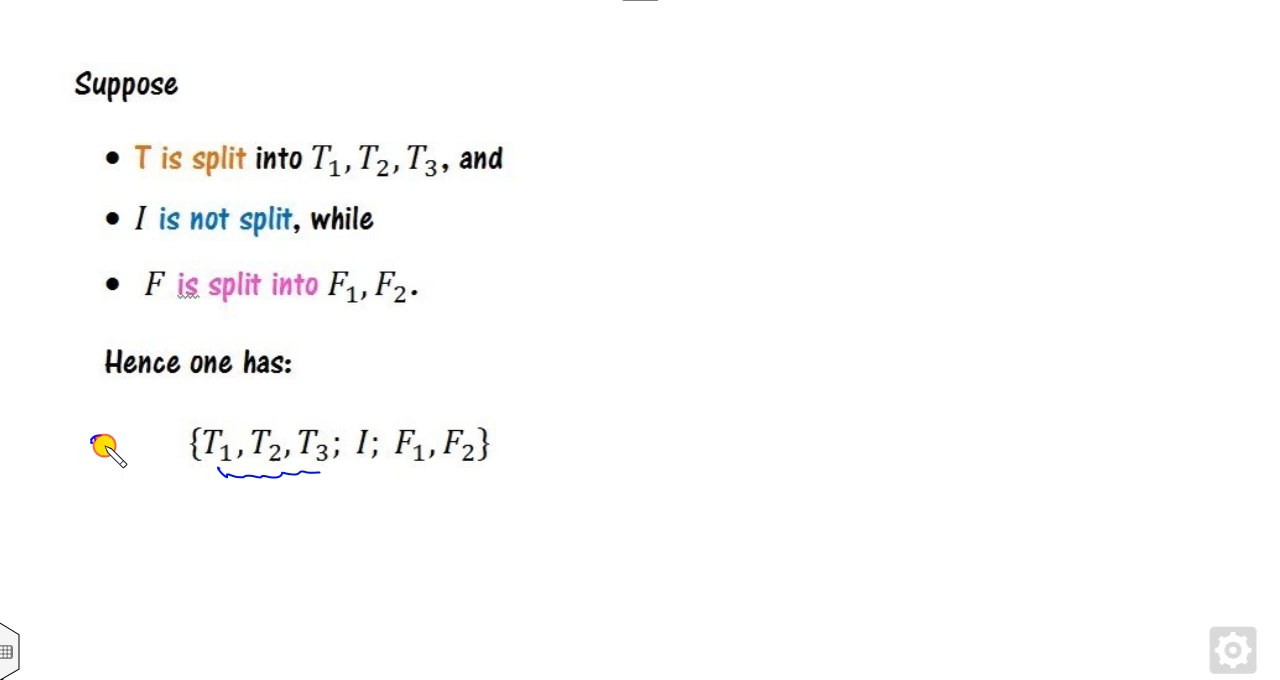 Suppose
• T is split into T₁, T₂, T₃, and
• I is not split, while
• F is split into F₁, F₂.
Hence one has:
{T₁, T₂, T₃; I; F₁, F₂}